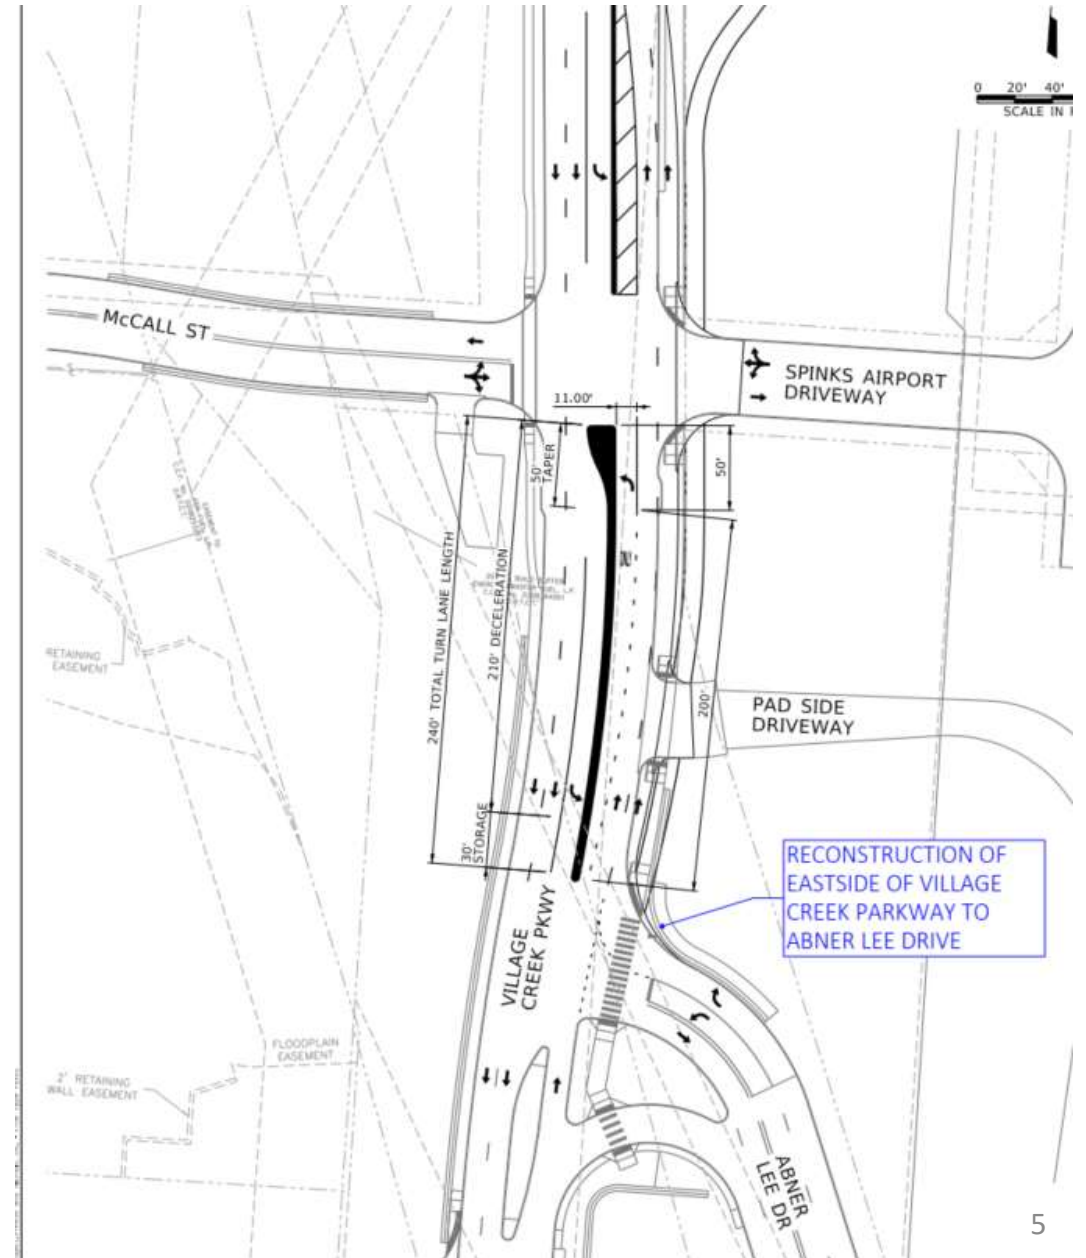 0 20' 40'
SCALE IN
McCALL ST
SPINKS AIRPORT
DRIVEWAY
11.00'
50'
TAPER
50'
240' TOTAL TURN LANE LENGTH
210' DECELERATION
RETAINING
EASEMENT
200'
PAD SIDE
DRIVEWAY
30'
STORAGE
RECONSTRUCTION OF
EASTSIDE OF VILLAGE
CREEK PARKWAY TO
ABNER LEE DRIVE
VILLAGE
CREEK PKWY
FLOODPLAIN
EASEMENT
2' RETAINING
WALL EASEMENT
ABNER
LEE DR
5